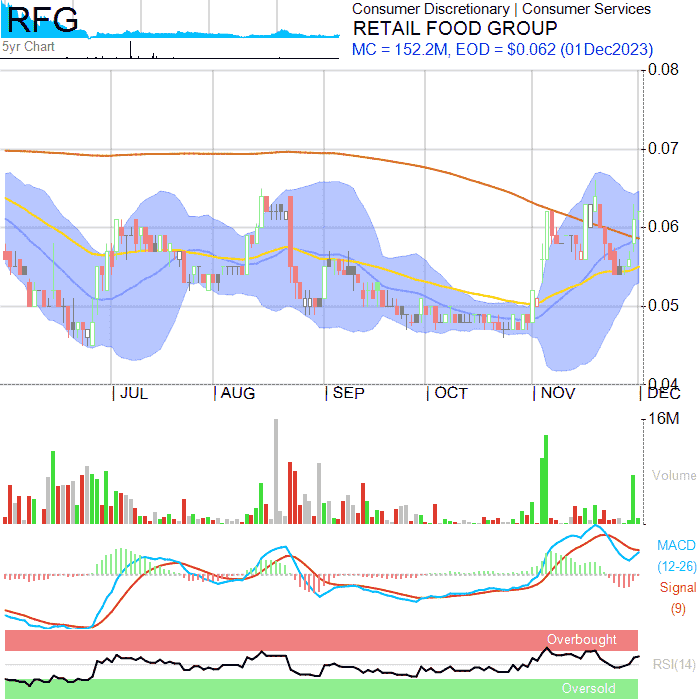 RFG
5yr Chart
Consumer Discretionary | Consumer Services
RETAIL FOOD GROUP
MC = 152.2M, EOD = $0.062 (01Dec2023)
0.08
0.07
0.06
0.05
0.04
JUL AUG SEP OCT NOV DEC
16M
Volume
MACD
(12-26)
Signal
(9)
Overbought
RSI(14)
Oversold